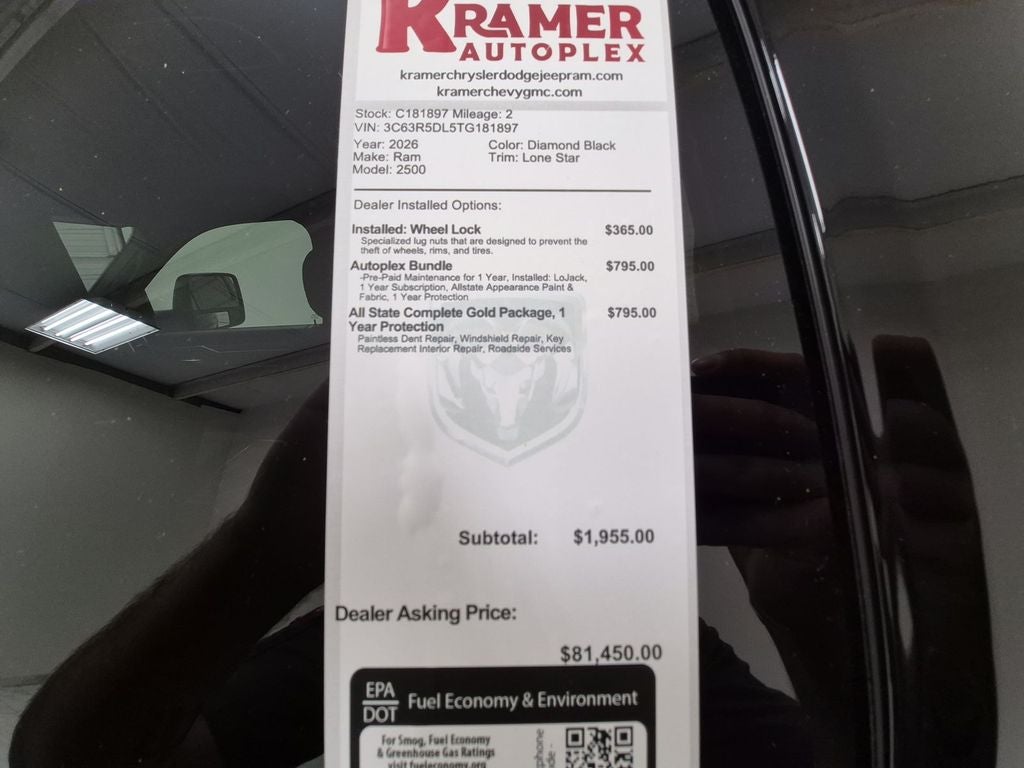 KRAMER
AUTOPLEX
kramerchryslerdodgejeepram.com
kramerchevygmc.com
Stock: C181897 Mileage: 2
VIN: 3C63R5DL5TG181897
Year: 2026 Color: Diamond Black
Make: Ram Trim: Lone Star
Model: 2500
Dealer Installed Options:
Installed: Wheel Lock $365.00
Specialized lug nuts that are designed to prevent the
theft of wheels, rims, and tires.
Autoplex Bundle $795.00
-Pre-Paid Maintenance for 1 Year, Installed: LoJack,
1 Year Subscription, Allstate Appearance Paint &
Fabric, 1 Year Protection
All State Complete Gold Package, 1 $795.00
Year Protection
Paintless Dent Repair, Windshield Repair, Key
Replacement Interior Repair, Roadside Services
Subtotal: $1,955.00
Dealer Asking Price:
$81,450.00
EPA
DOT
Fuel Economy & Environment
For Smog, Fuel Economy
& Greenhouse Gas Ratings
visit fueleconomy.org